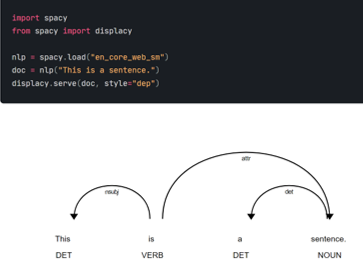 import spacy
from spacy import displacy
nlp = spacy.load("en_core_web_sm")
doc = nlp("This is a sentence.")
displacy.serve(doc, style="dep")
attr
nsubj
det
This is a sentence.
DET VERB DET NOUN